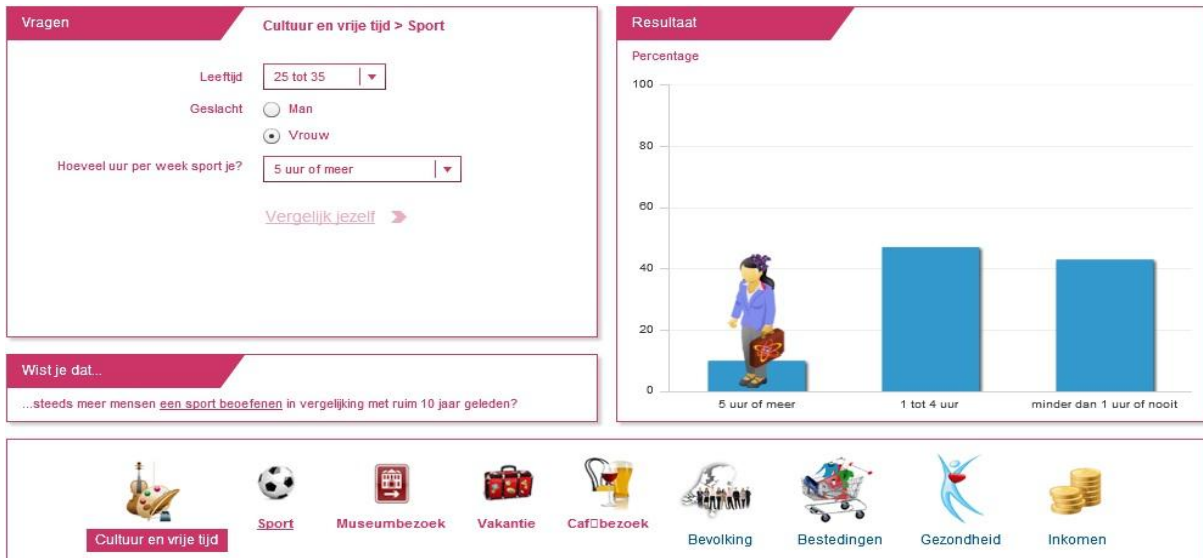 Vragen
Cultuur en vrije tijd > Sport
Leeftijd
25 tot 35
Geslacht
Man
Vrouw
Hoeveel uur per week sport je?
5 uur of meer
Vergelijk jezelf
Wist je dat...
...steeds meer mensen een sport beoefenen in vergelijking met ruim 10 jaar geleden?
Resultaat
Percentage
100
80
60
40
20
0
5 uur of meer
1 tot 4 uur
minder dan 1 uur of nooit
Cultuur en vrije tijd
Sport
Museumbezoek
Vakantie
Caf□bezoek
Bevolking
Bestedingen
Gezondheid
Inkomen